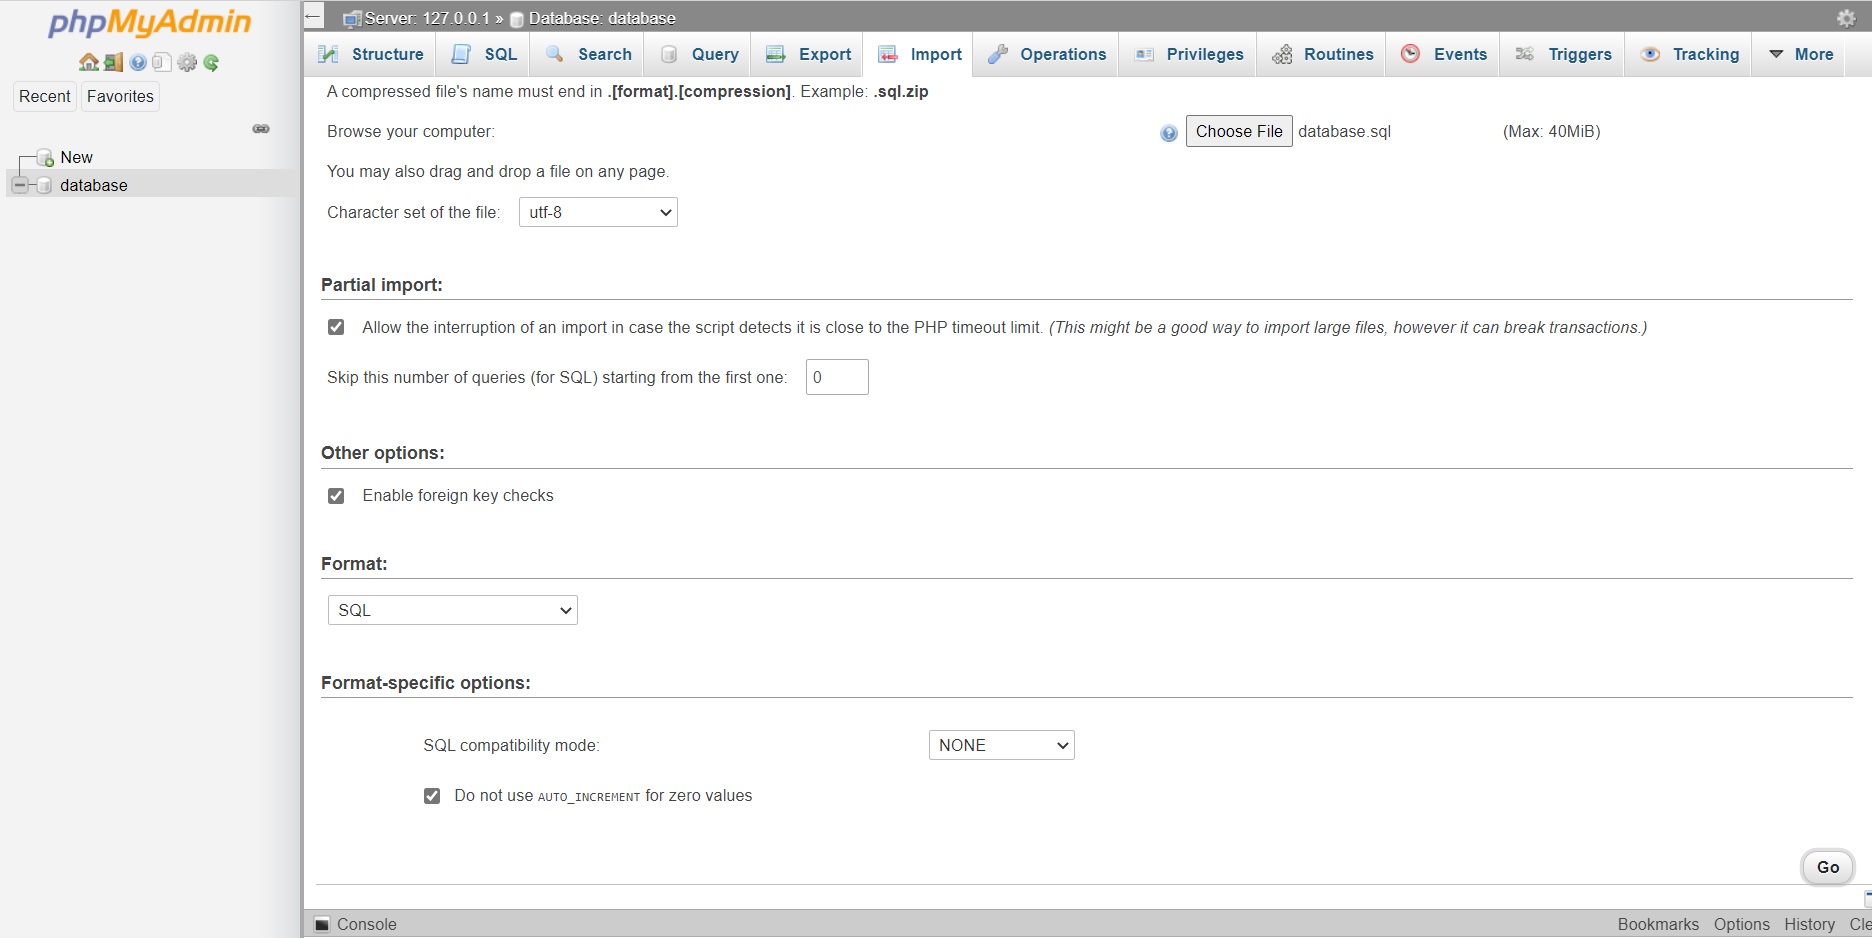 phpMyAdmin
Recent Favorites
New
database
Server: 127.0.0.1 » Database: database
Structure SQL Search Query Export Import Operations Privileges Routines Events Triggers Tracking More
A compressed file's name must end in .[format].[compression]. Example: .sql.zip
Browse your computer: Choose File database.sql (Max: 40MiB)
You may also drag and drop a file on any page.
Character set of the file: utf-8
Partial import:
Allow the interruption of an import in case the script detects it is close to the PHP timeout limit. (This might be a good way to import large files, however it can break transactions.)
Skip this number of queries (for SQL) starting from the first one: 0
Other options:
Enable foreign key checks
Format:
SQL
Format-specific options:
SQL compatibility mode: NONE
Do not use AUTO_INCREMENT for zero values
Go
Console Bookmarks Options History Cle